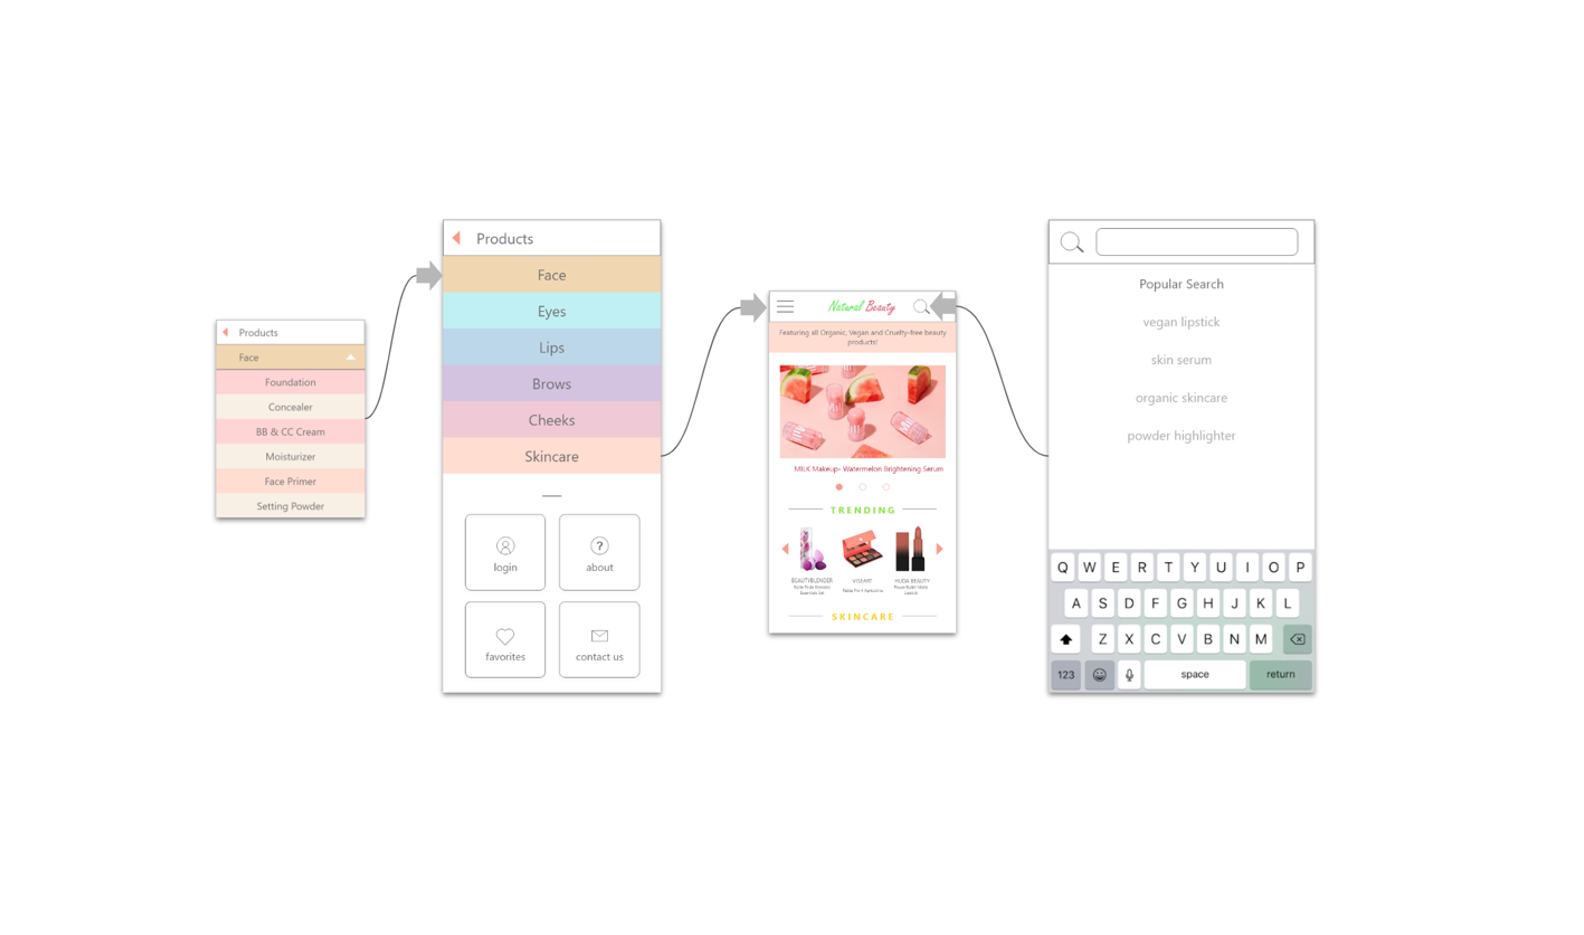 Products
Face
Foundation
Concealer
BB & CC Cream
Moisturizer
Face Primer
Setting Powder
Products
Face
Eyes
Lips
Brows
Cheeks
Skincare
login
about
favorites
contact us
Natural Beauty
Featuring all Organic, Vegan and Cruelty-free beauty
products!
MILK Makeup- Watermelon Brightening Serum
TRENDING
BEAUTYBLENDER
VISEART
HUDA BEAUTY
Essentials Set
Lipstick
SKINCARE
Popular Search
vegan lipstick
skin serum
organic skincare
powder highlighter
Q W E R T Y U I O P
A S D F G H J K L
Z X C V B N M
123 space return